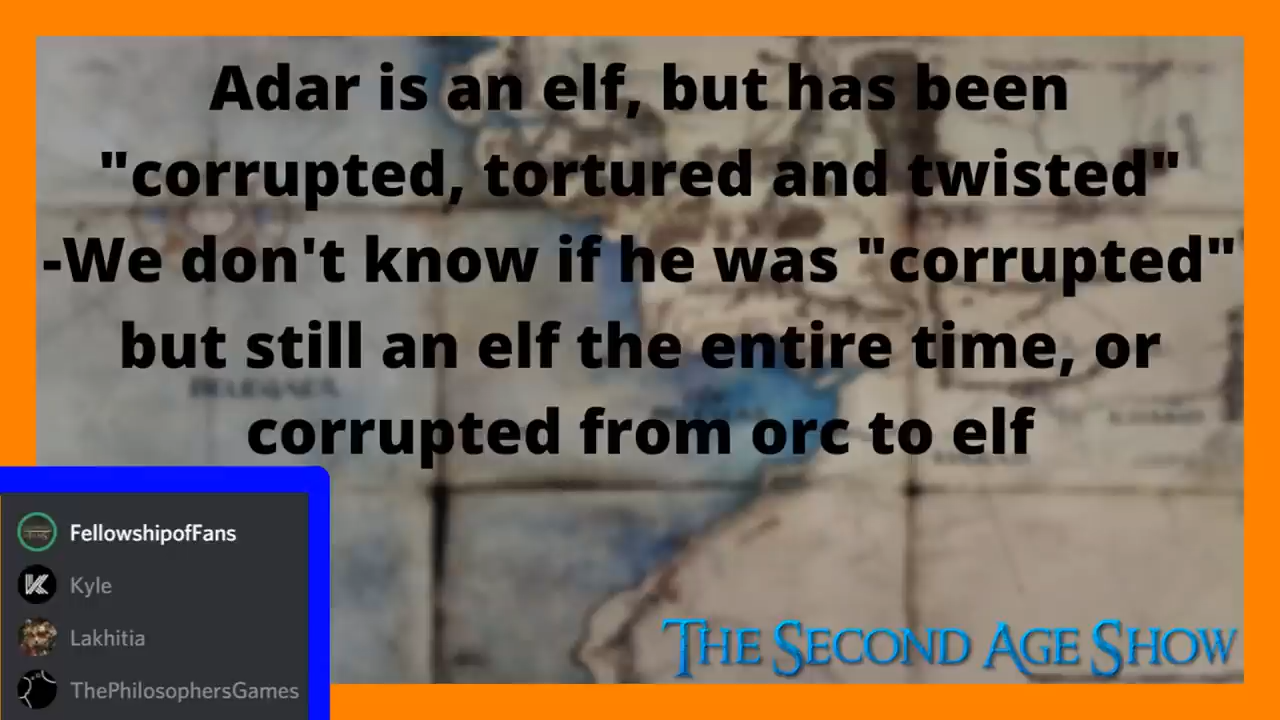 Adar is an elf, but has been
"corrupted, tortured and twisted"
-We don't know if he was "corrupted"
but still an elf the entire time, or
corrupted from orc to elf
FellowshipofFans
Kyle
Lakhitia
ThePhilosophersGames
The Second Age Show